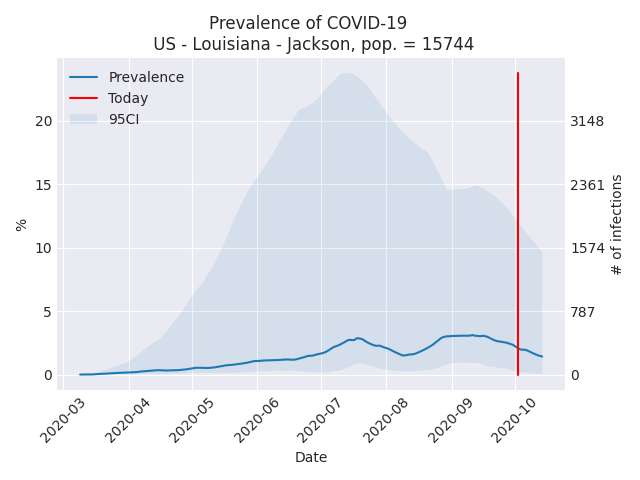 Prevalence of COVID-19
US - Louisiana - Jackson, pop. = 15744
Prevalence
Today
95CI
%
20
15
10
5
0
3148
2361
1574
787
0
# of infections
2020-03
2020-04
2020-05
2020-06
2020-07
2020-08
2020-09
2020-10
Date